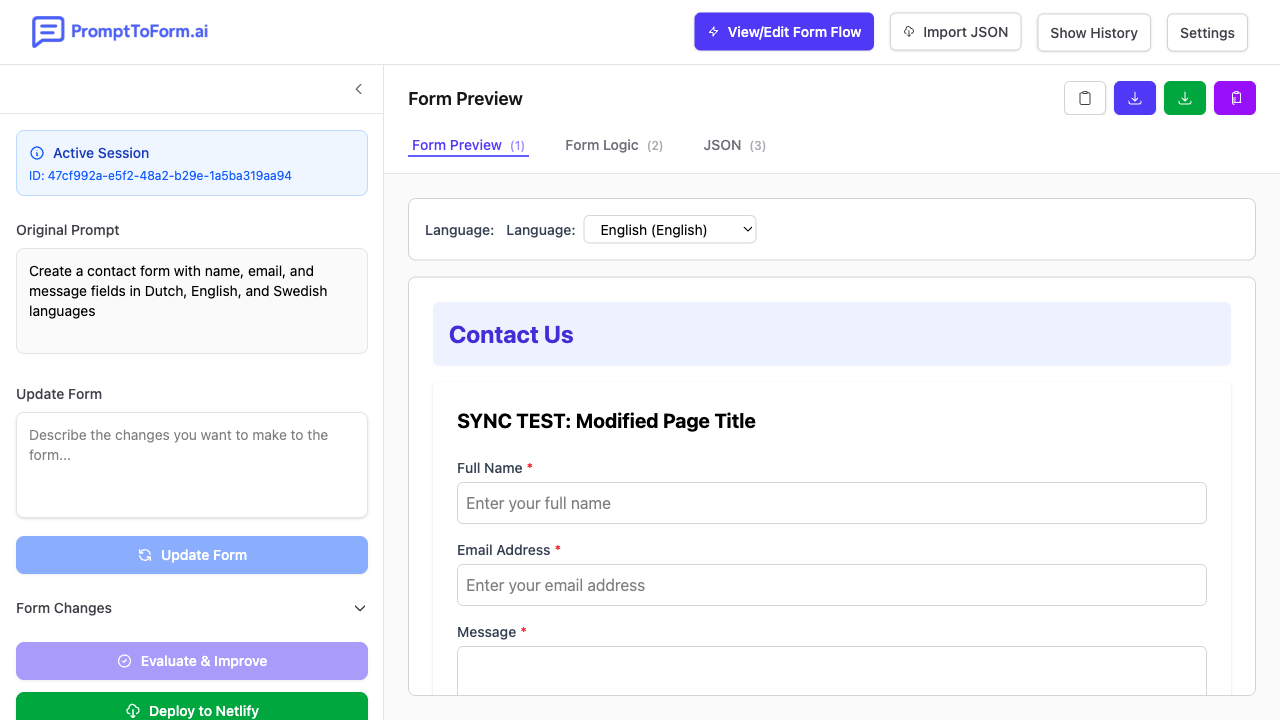 PromptToForm.ai
View/Edit Form Flow
Import JSON
Show History
Settings
Active Session
ID: 47cf992a-e5f2-48a2-b29e-1a5ba319aa94
Original Prompt
Create a contact form with name, email, and
message fields in Dutch, English, and Swedish
languages
Update Form
Describe the changes you want to make to the
form...
Update Form
Form Changes
Evaluate & Improve
Deploy to Netlify
Form Preview
Form Preview (1)
Form Logic (2)
JSON (3)
Language: Language: English (English)
Contact Us
SYNC TEST: Modified Page Title
Full Name *
Enter your full name
Email Address *
Enter your email address
Message *